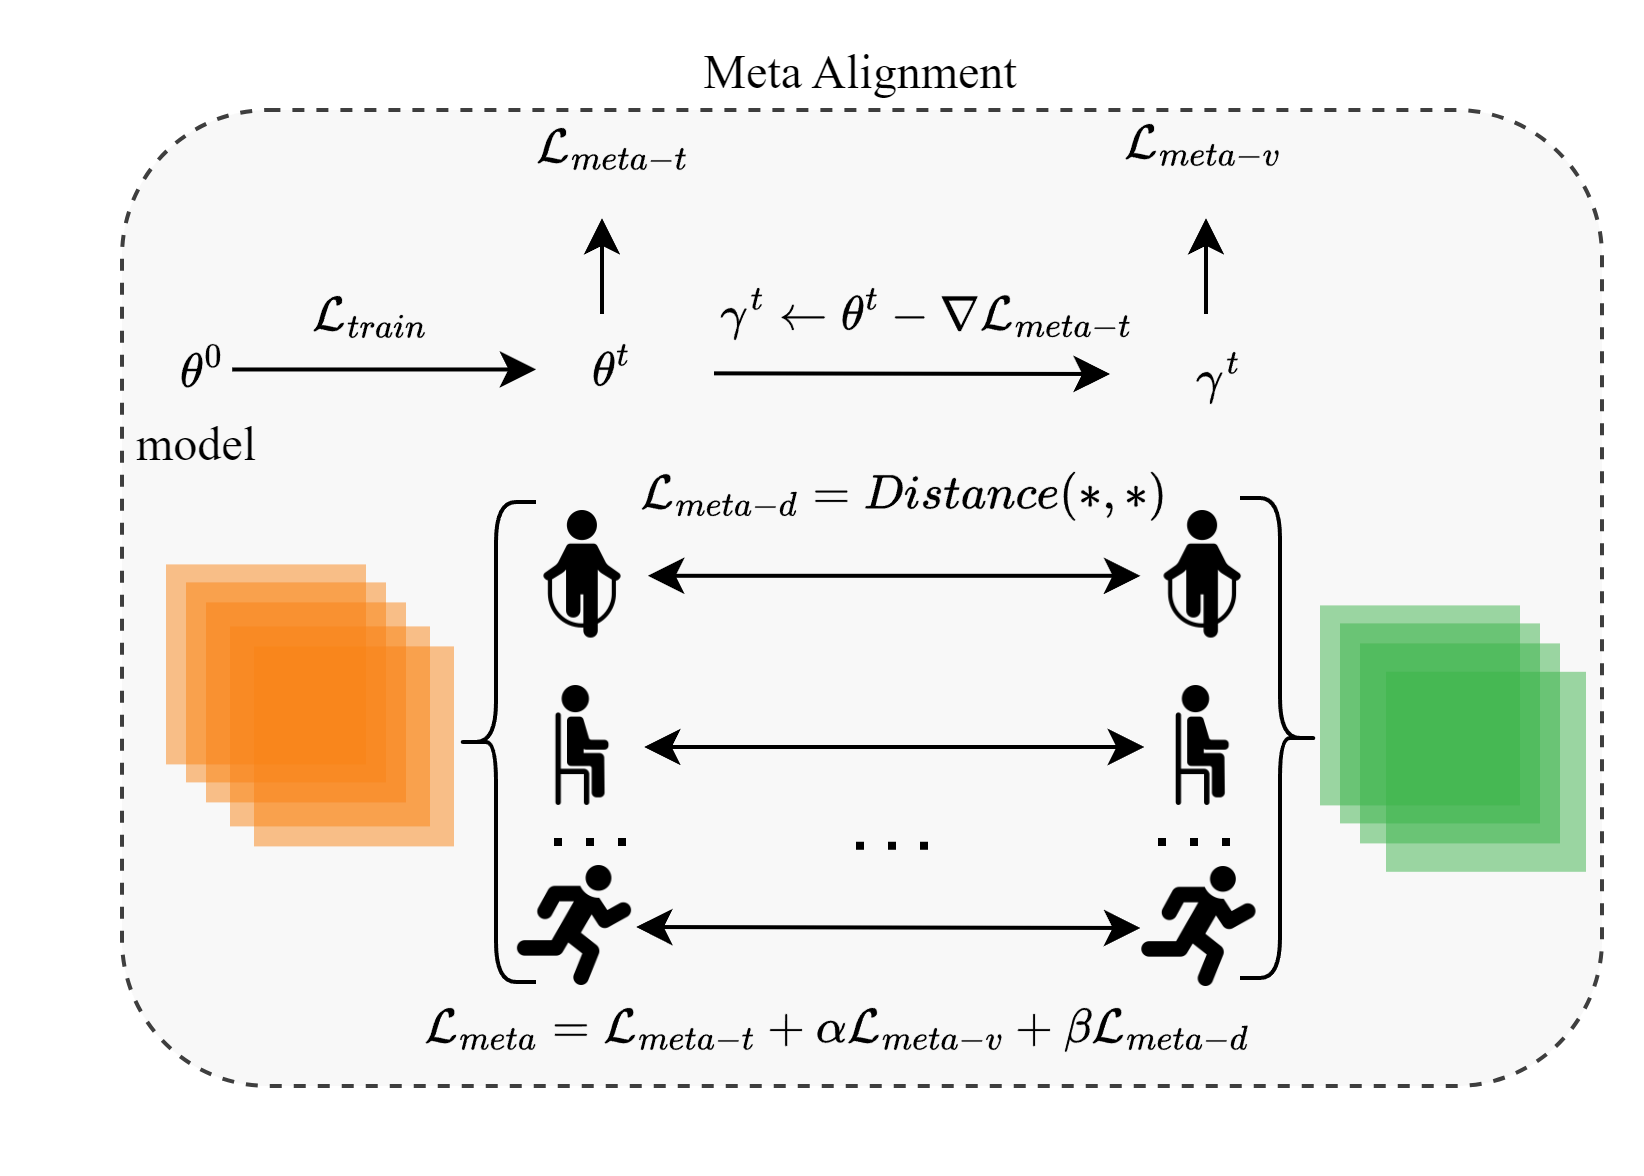 Meta Alignment
ℒ_{meta−t}
ℒ_{meta−v}
ℒ_{train}
γ^t ← θ^t − ∇ℒ_{meta−t}
θ^0
θ^t
γ^t
model
ℒ_{meta−d} = Distance(∗, ∗)
. . .
. . .
. . .
ℒ_{meta} = ℒ_{meta−t} + αℒ_{meta−v} + βℒ_{meta−d}